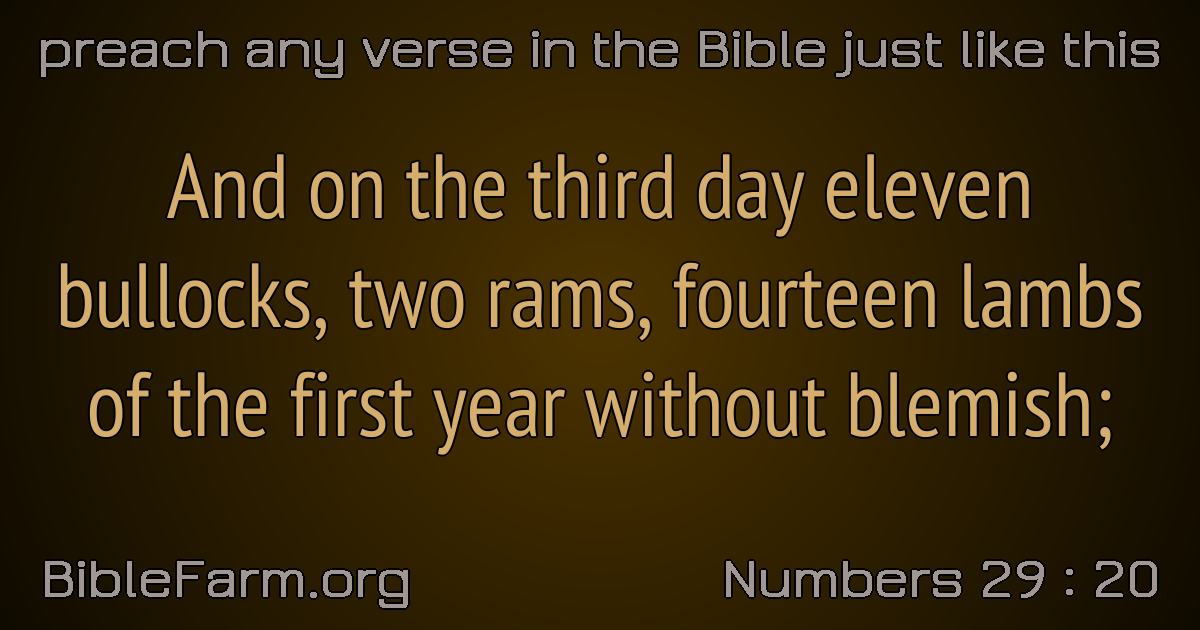 preach any verse in the Bible just like this
And on the third day eleven
bullocks, two rams, fourteen lambs
of the first year without blemish;
BibleFarm.org
Numbers 29 : 20